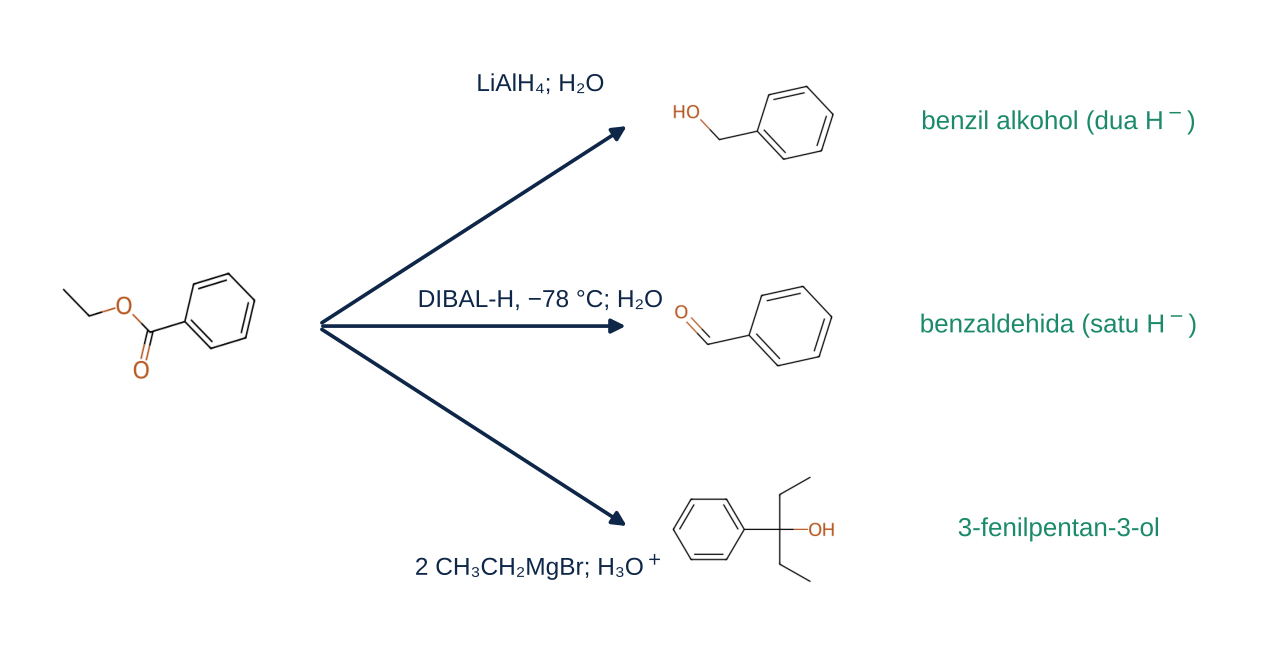 LiAlH₄; H₂O
HO
benzil alkohol (dua H⁻)
DIBAL-H, −78 °C; H₂O
O
benzaldehida (satu H⁻)
O
O
2 CH₃CH₂MgBr; H₃O⁺
OH
3-fenilpentan-3-ol